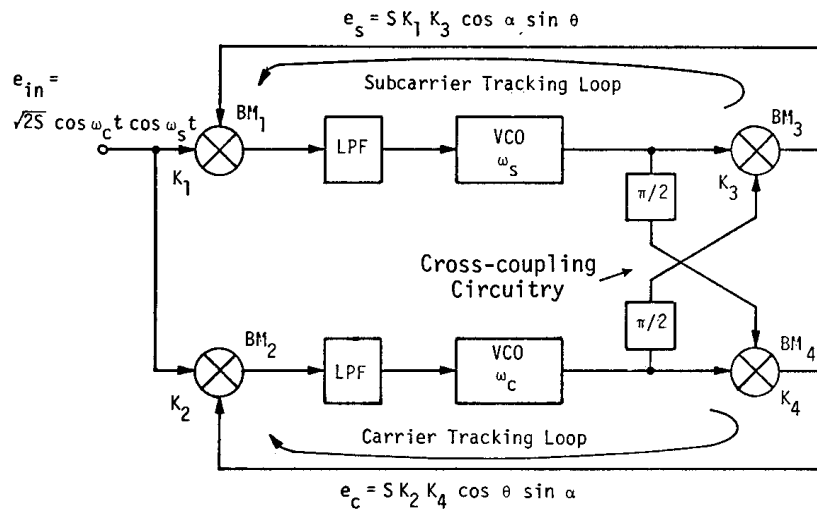 e_s = S K_1 K_3 cos α sin θ
e_in =
√2S cos ω_c t cos ω_s t
Subcarrier Tracking Loop
BM_1
BM_3
LPF
VCO
ω_s
K_1
K_3
π/2
Cross-coupling
Circuitry
π/2
BM_2
BM_4
LPF
VCO
ω_c
K_2
K_4
Carrier Tracking Loop
e_c = S K_2 K_4 cos θ sin α